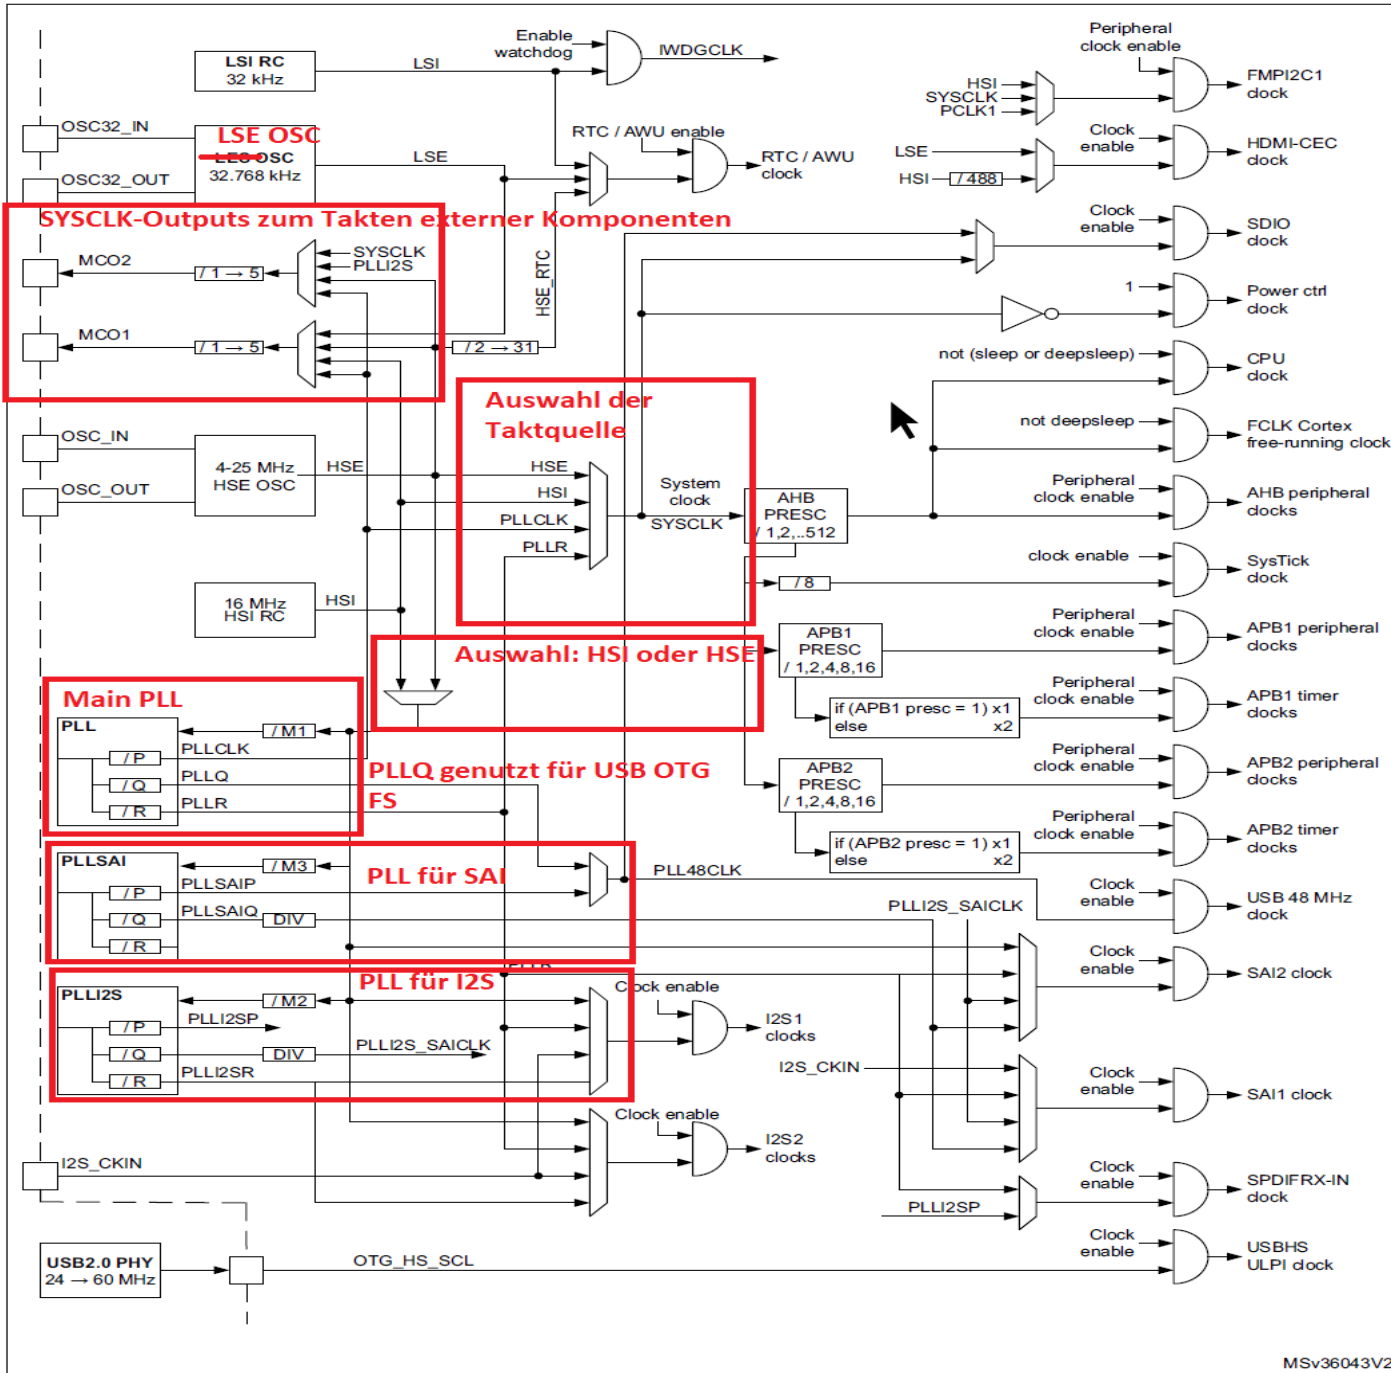 Enable
watchdog
IWDGCLK
Peripheral
clock enable
LSI RC
32 kHz
LSI
HSI
SYSCLK
PCLK1
FMPI2C1
clock
OSC32_IN
LSE OSC
32.768 kHz
OSC32_OUT
LSE
RTC / AWU enable
RTC / AWU
clock
Clock
enable
LSE
HSI
/ 488
HDMI-CEC
clock
SYSCLK-Outputs zum Takten externer Komponenten
MCO2
/ 1 → 5
SYSCLK
PLLI2S
HSE_RTC
Clock
enable
SDIO
clock
1
Power ctrl
clock
MCO1
/ 1 → 5
/ 2 → 31
not (sleep or deepsleep)
CPU
clock
Auswahl der
Taktquelle
not deepsleep
FCLK Cortex
free-running clock
OSC_IN
4-25 MHz
HSE OSC
OSC_OUT
HSE
HSE
HSI
PLLCLK
PLLR
System
clock
SYSCLK
AHB
PRESC
/ 1,2,..512
Peripheral
clock enable
AHB peripheral
clocks
/ 8
clock enable
SysTick
clock
16 MHz
HSI RC
HSI
Auswahl: HSI oder HSE
APB1
PRESC
/ 1,2,4,8,16
Peripheral
clock enable
APB1 peripheral
clocks
if (APB1 presc = 1) x1
else x2
Peripheral
clock enable
APB1 timer
clocks
Main PLL
PLL
/ M1
/ P
PLLCLK
/ Q
PLLQ
/ R
PLLR
PLLQ genutzt für USB OTG
FS
APB2
PRESC
/ 1,2,4,8,16
Peripheral
clock enable
APB2 peripheral
clocks
if (APB2 presc = 1) x1
else x2
Peripheral
clock enable
APB2 timer
clocks
PLLSAI
/ M3
/ P
PLLSAIP
/ Q
PLLSAIQ
DIV
/ R
PLL für SAI
PLL48CLK
Clock
enable
USB 48 MHz
clock
PLLI2S_SAICLK
Clock
enable
SAI2 clock
PLL für I2S
PLLI2S
/ M2
/ P
PLLI2SP
/ Q
DIV
PLLI2S_SAICLK
/ R
PLLI2SR
Clock enable
I2S1
clocks
I2S_CKIN
Clock
enable
SAI1 clock
Clock enable
I2S2
clocks
I2S_CKIN
PLLI2SP
Clock
enable
SPDIFRX-IN
clock
USB2.0 PHY
24 → 60 MHz
OTG_HS_SCL
Clock
enable
USBHS
ULPI clock
MSv36043V2